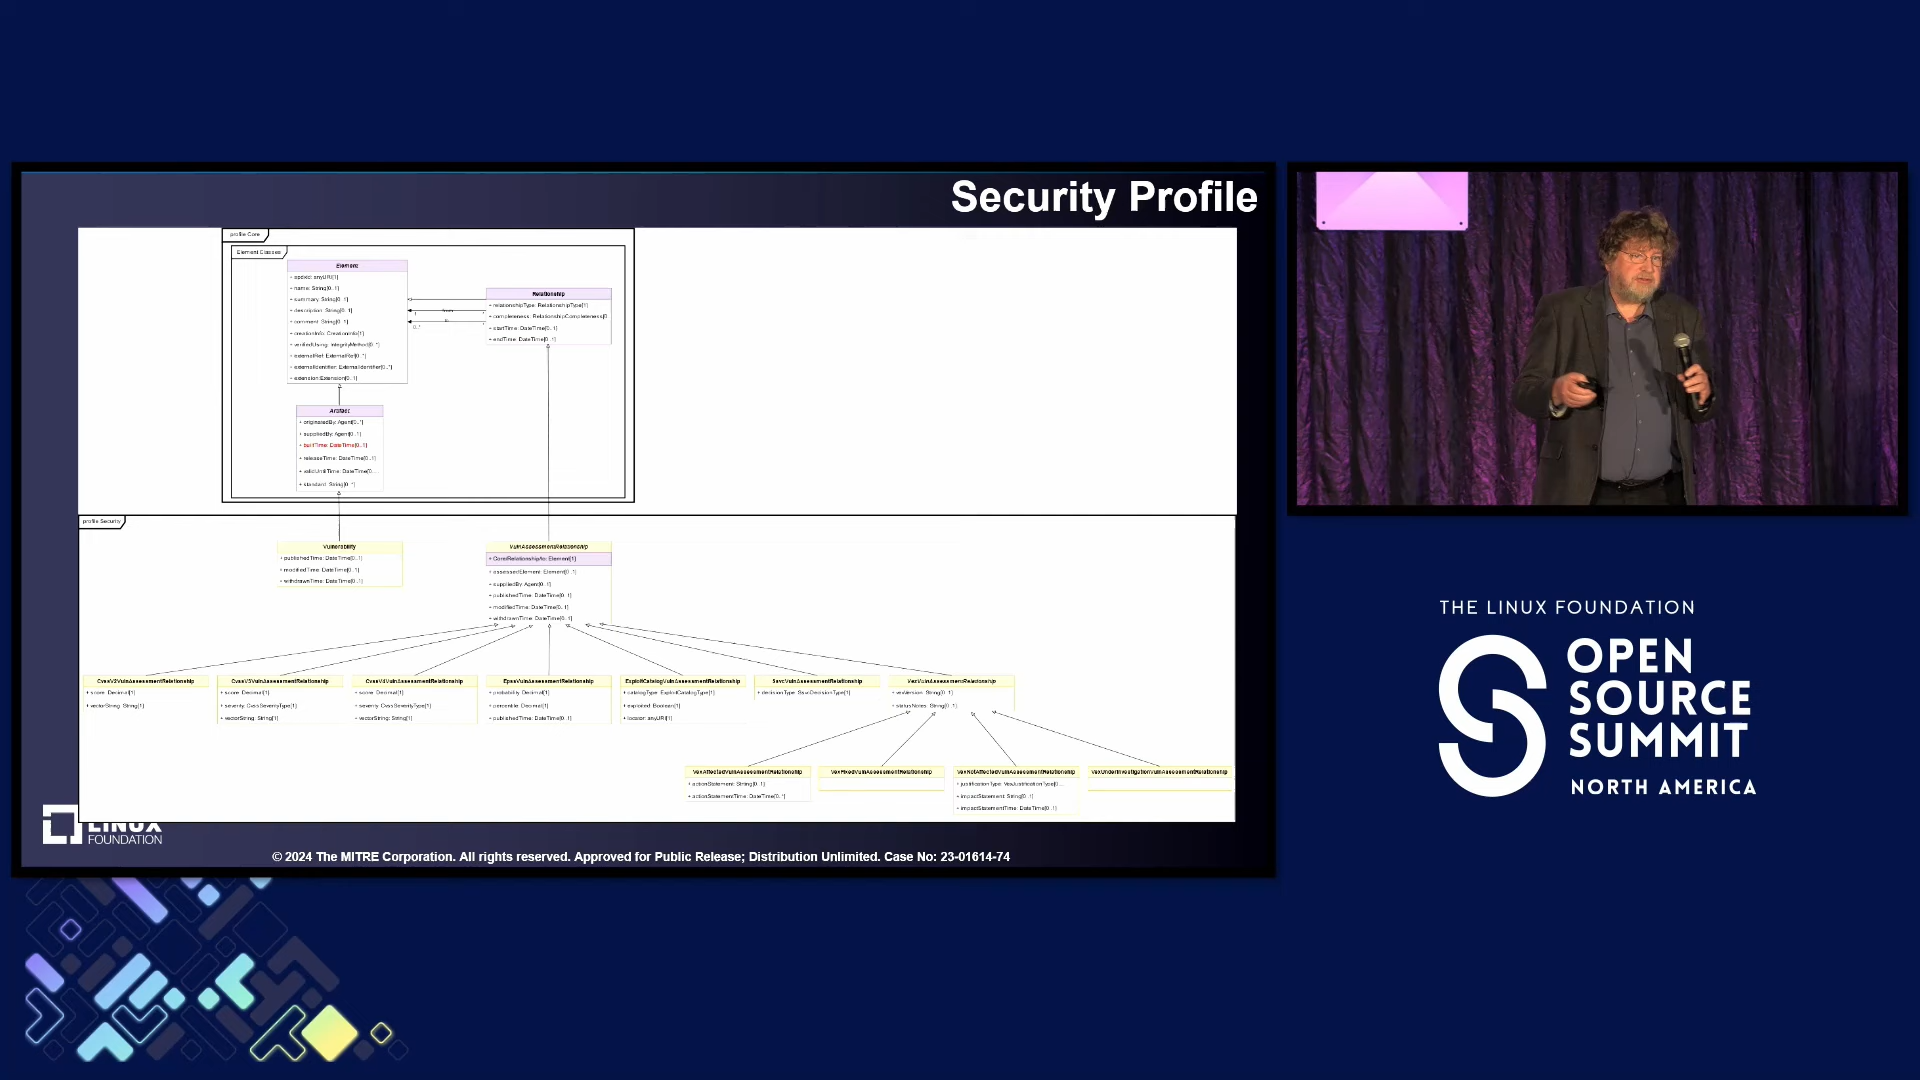 Security Profile
profile Core
Element Classes
Element
+ spdxId: anyURI[1]
+ name: String[0..1]
+ summary: String[0..1]
+ description: String[0..1]
+ comment: String[0..1]
+ creationInfo: CreationInfo[1]
+ verifiedUsing: IntegrityMethod[0..*]
+ externalRef: ExternalRef[0..*]
+ externalIdentifier: ExternalIdentifier[0..*]
+ extension:Extension[0..1]
Relationship
+ relationshipType: RelationshipType[1]
+ completeness: RelationshipCompleteness[0
+ startTime: DateTime[0..1]
+ endTime: DateTime[0..1]
from
to
0..*
Artifact
+ originatedBy: Agent[0..*]
+ suppliedBy: Agent[0..1]
+ builtTime: DateTime[0..1]
+ releaseTime: DateTime[0..1]
+ validUntilTime: DateTime[0....
+ standard: String[0..*]
profile Security
Vulnerability
+ publishedTime: DateTime[0..1]
+ modifiedTime: DateTime[0..1]
+ withdrawnTime: DateTime[0..1]
VulnAssessmentRelationship
+ Core/Relationship/to: Element[1]
+ assessedElement: Element[0..1]
+ suppliedBy: Agent[0..1]
+ publishedTime: DateTime[0..1]
+ modifiedTime: DateTime[0..1]
+ withdrawnTime: DateTime[0..1]
CvssV2VulnAssessmentRelationship
+ score: Decimal[1]
+ vectorString: String[1]
CvssV3VulnAssessmentRelationship
+ score: Decimal[1]
+ severity: CvssSeverityType[1]
+ vectorString: String[1]
CvssV4VulnAssessmentRelationship
+ score: Decimal[1]
+ severity: CvssSeverityType[1]
+ vectorString: String[1]
EpssVulnAssessmentRelationship
+ probability: Decimal[1]
+ percentile: Decimal[1]
+ publishedTime: DateTime[0..1]
ExploitCatalogVulnAssessmentRelationship
+ catalogType: ExploitCatalogType[1]
+ exploited: Boolean[1]
+ locator: anyURI[1]
SsvcVulnAssessmentRelationship
+ decisionType: SsvcDecisionType[1]
VexVulnAssessmentRelationship
+ vexVersion: String[0..1]
+ statusNotes: String[0..1]
VexAffectedVulnAssessmentRelationship
+ actionStatement: String[0..1]
+ actionStatementTime: DateTime[0..*]
VexFixedVulnAssessmentRelationship
VexNotAffectedVulnAssessmentRelationship
+ justificationType: VexJustificationType[0....
+ impactStatement: String[0..1]
+ impactStatementTime: DateTime[0..1]
VexUnderInvestigationVulnAssessmentRelationship
LINUX
FOUNDATION
© 2024 The MITRE Corporation. All rights reserved. Approved for Public Release; Distribution Unlimited. Case No: 23-01614-74
THE LINUX FOUNDATION
OPEN
SOURCE
SUMMIT
NORTH AMERICA